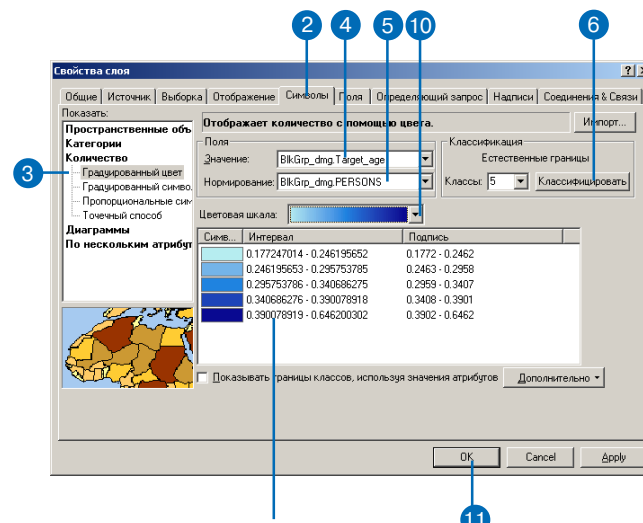 2 4 5 10 6
Свойства слоя
Общие Источник Выборка Отображение Символы Поля Определяющий запрос Надписи Соединения & Связи
Показать:
Пространственные объ
Категории
Количество
3
Градуированный цвет
Градуированный симво.
Пропорциональные сим
Точечный способ
Диаграммы
По нескольким атрибут
Отображает количество с помощью цвета.
Импорт...
Поля
Значение: BlkGrp_dmg.Target_age
Нормирование: BlkGrp_dmg.PERSONS
Классификация
Естественные границы
Классы: 5 Классифицировать
Цветовая шкала:
Симв... Интервал Подпись
0.177247014 - 0.246195652 0.1772 - 0.2462
0.246195653 - 0.295753785 0.2463 - 0.2958
0.295753786 - 0.340686275 0.2959 - 0.3407
0.340686276 - 0.390078918 0.3408 - 0.3901
0.390078919 - 0.646200302 0.3902 - 0.6462
Показывать границы классов, используя значения атрибутов Дополнительно
OK Cancel Apply
11